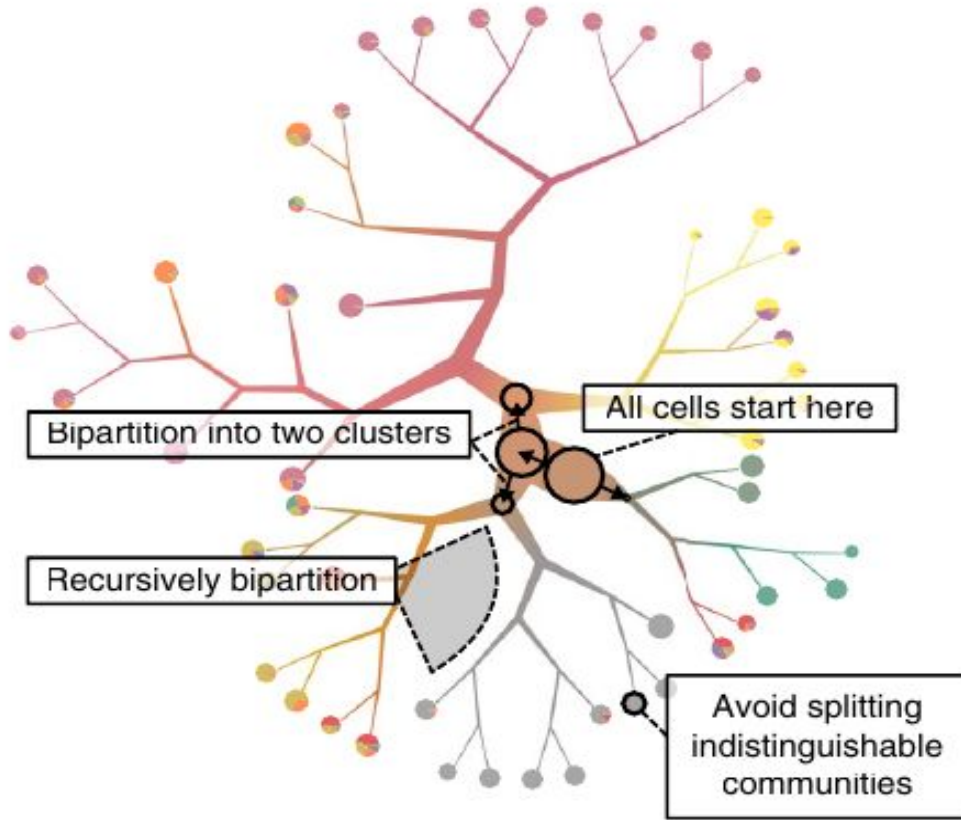 All cells start here
Bipartition into two clusters
Recursively bipartition
Avoid splitting
indistinguishable
communities